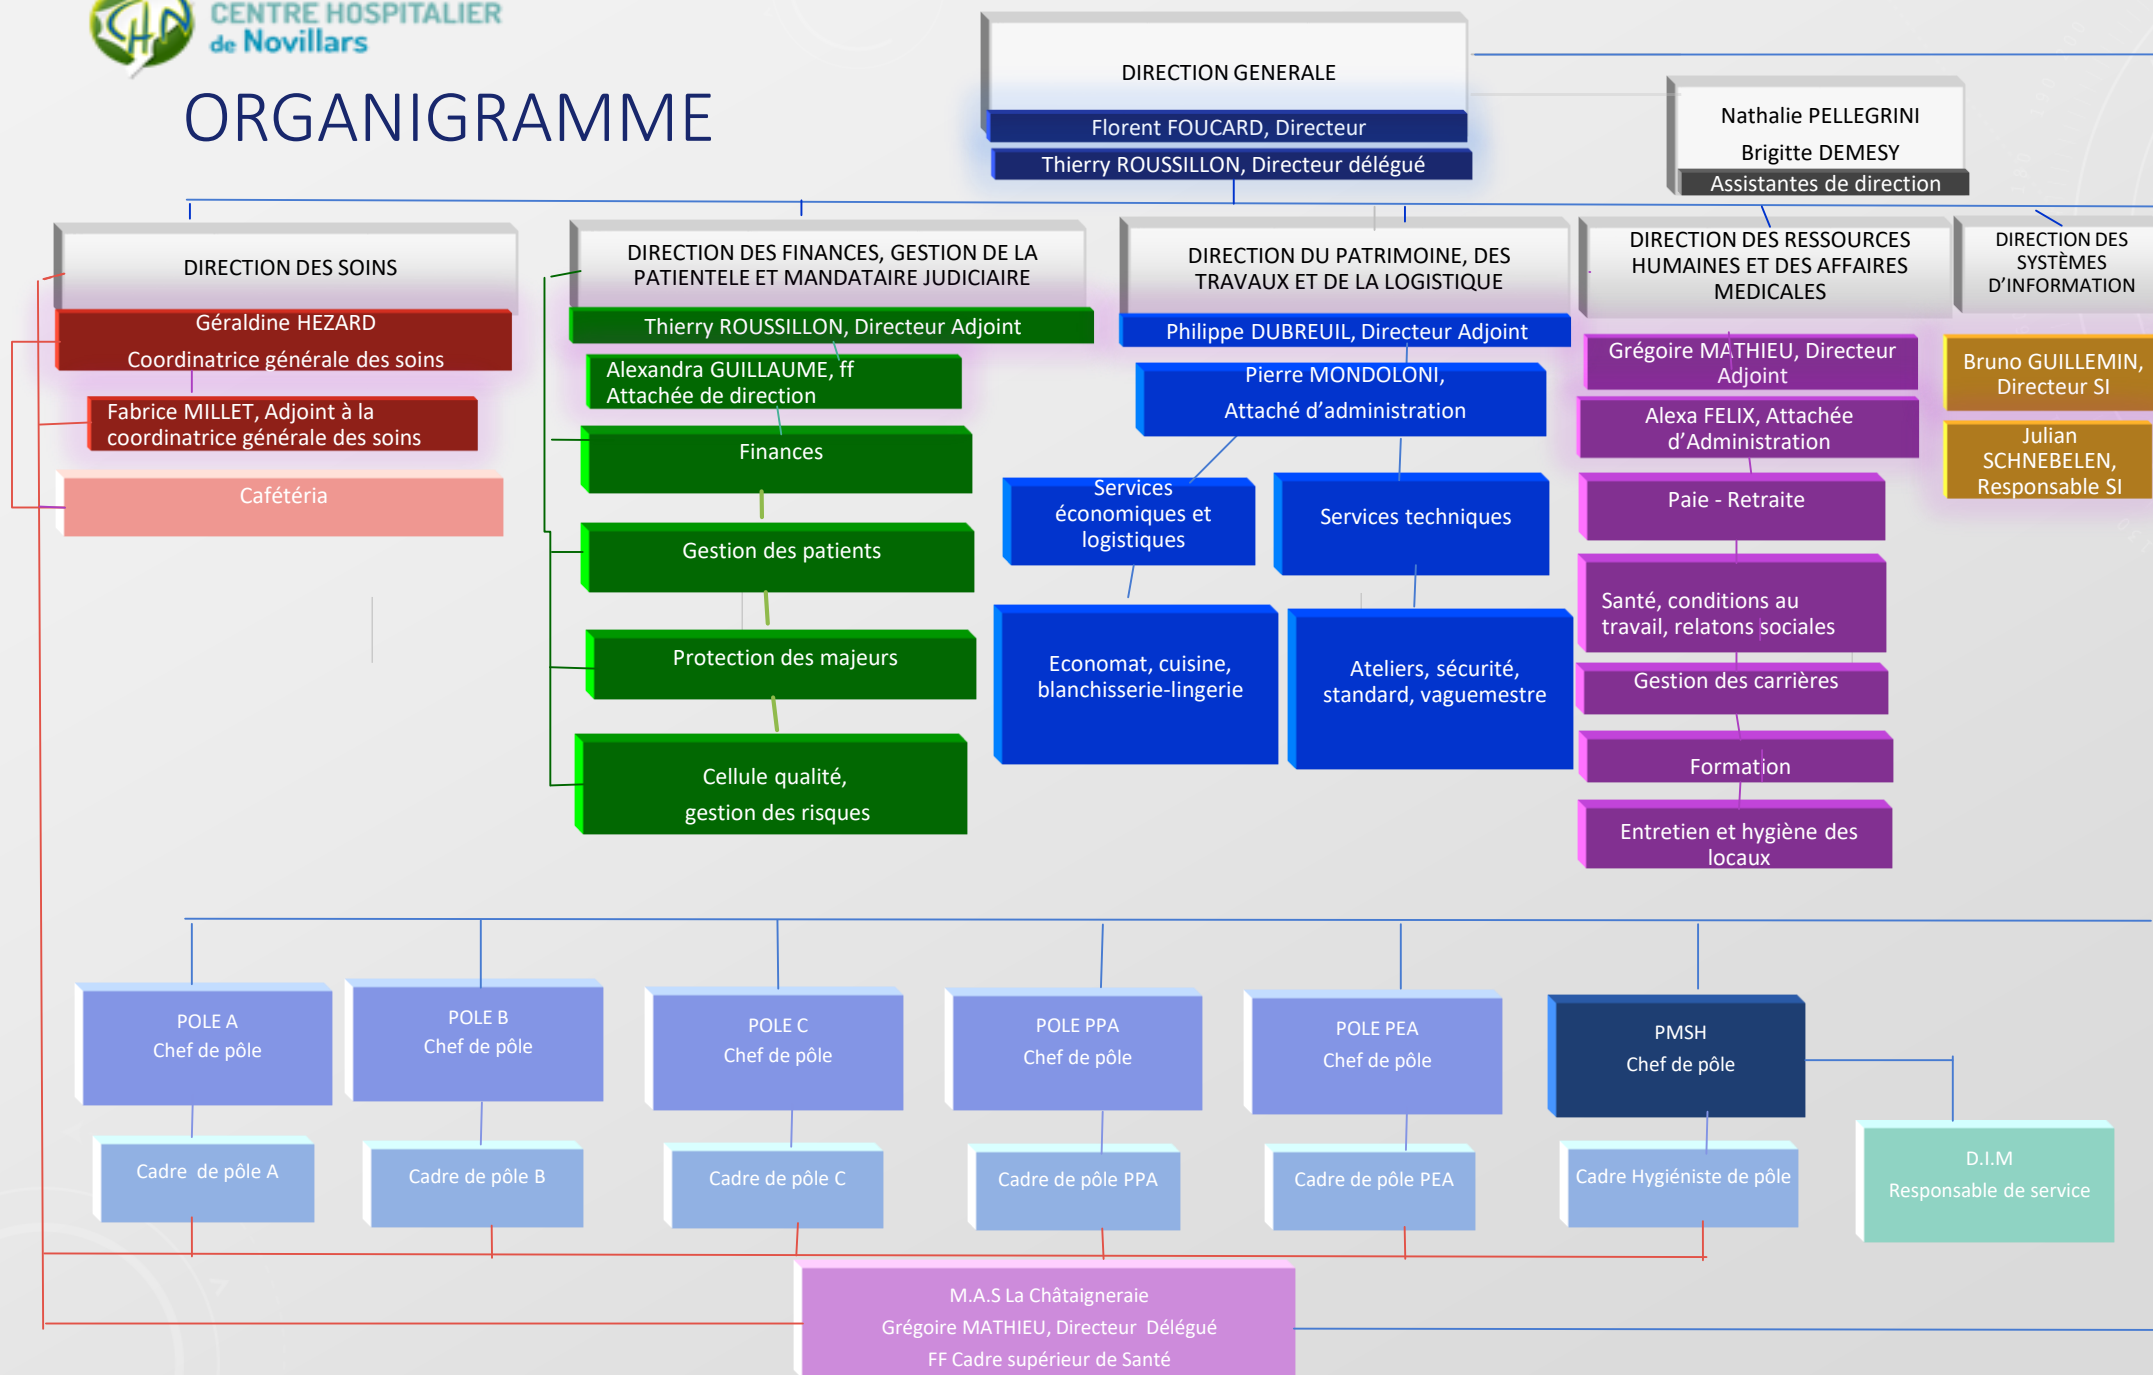 CENTRE HOSPITALIER
de Novillars
ORGANIGRAMME
DIRECTION GENERALE
Florent FOUCARD, Directeur
Thierry ROUSSILLON, Directeur délégué
Nathalie PELLEGRINI
Brigitte DEMESY
Assistantes de direction
DIRECTION DES SOINS
Géraldine HEZARD
Coordinatrice générale des soins
Fabrice MILLET, Adjoint à la
coordinatrice générale des soins
Cafétéria
DIRECTION DES FINANCES, GESTION DE LA
PATIENTELE ET MANDATAIRE JUDICIAIRE
Thierry ROUSSILLON, Directeur Adjoint
Alexandra GUILLAUME, ff
Attachée de direction
Finances
Gestion des patients
Protection des majeurs
Cellule qualité,
gestion des risques
DIRECTION DU PATRIMOINE, DES
TRAVAUX ET DE LA LOGISTIQUE
Philippe DUBREUIL, Directeur Adjoint
Pierre MONDOLONI,
Attaché d’administration
Services
économiques et
logistiques
Services techniques
Economat, cuisine,
blanchisserie-lingerie
Ateliers, sécurité,
standard, vaguemestre
DIRECTION DES RESSOURCES
HUMAINES ET DES AFFAIRES
MEDICALES
Grégoire MATHIEU, Directeur
Adjoint
Alexa FELIX, Attachée
d’Administration
Paie - Retraite
Santé, conditions au
travail, relatons sociales
Gestion des carrières
Formation
Entretien et hygiène des
locaux
DIRECTION DES
SYSTÈMES
D’INFORMATION
Bruno GUILLEMIN,
Directeur SI
Julian
SCHNEBELEN,
Responsable SI
POLE A
Chef de pôle
POLE B
Chef de pôle
POLE C
Chef de pôle
POLE PPA
Chef de pôle
POLE PEA
Chef de pôle
PMSH
Chef de pôle
Cadre de pôle A
Cadre de pôle B
Cadre de pôle C
Cadre de pôle PPA
Cadre de pôle PEA
Cadre Hygiéniste de pôle
D.I.M
Responsable de service
M.A.S La Châtaigneraie
Grégoire MATHIEU, Directeur Délégué
FF Cadre supérieur de Santé